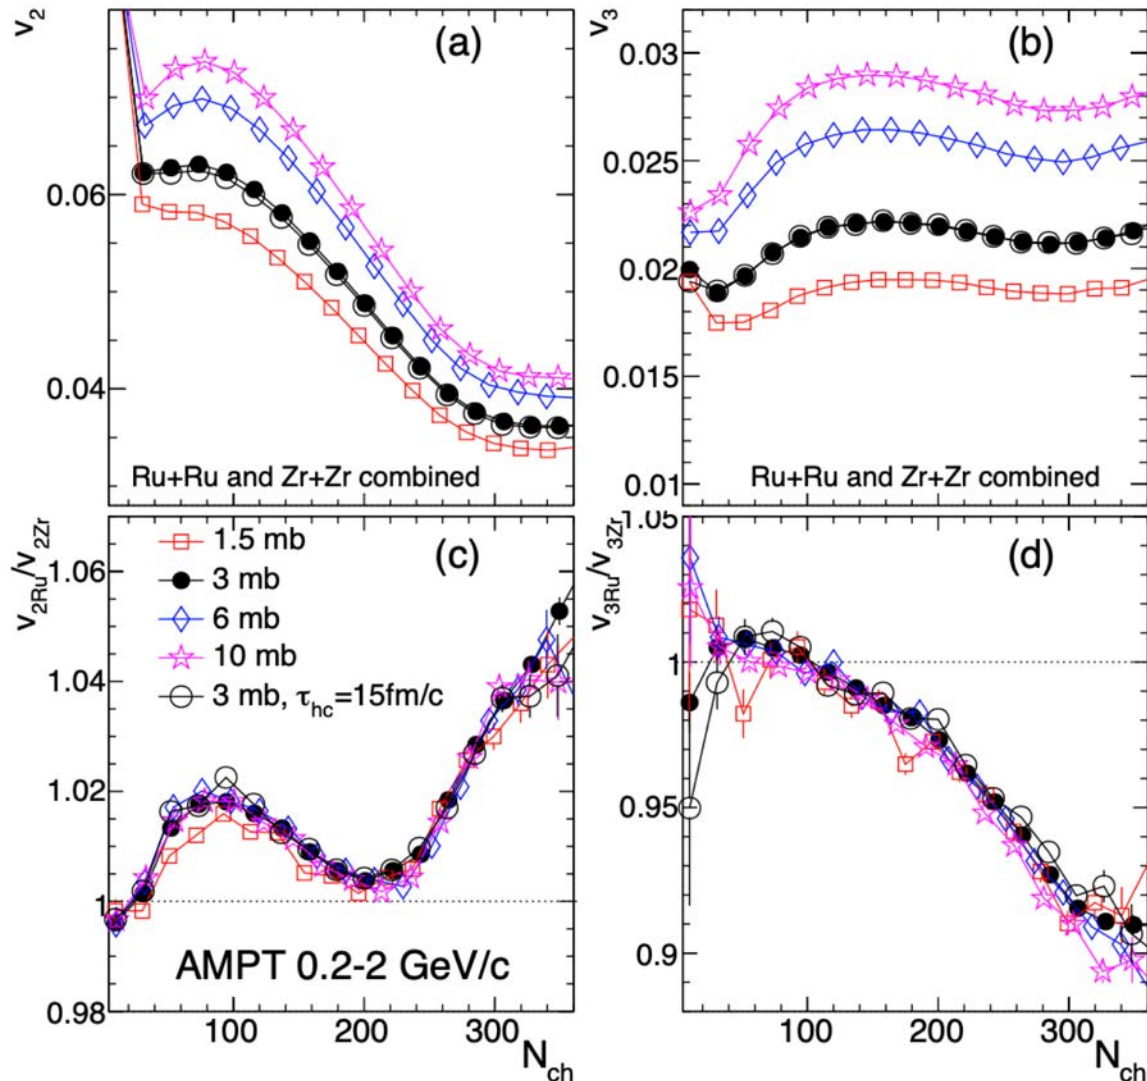 v2
(a)
0.06
0.04
Ru+Ru and Zr+Zr combined
v3
(b)
0.03
0.025
0.02
0.015
0.01
Ru+Ru and Zr+Zr combined
v2Ru/v2Zr
(c)
1.06
1.04
1.02
1
0.98
1.5 mb
3 mb
6 mb
10 mb
3 mb, τhc=15fm/c
AMPT 0.2-2 GeV/c
100
200
300
Nch
v3Ru/v3Zr
(d)
1.05
1
0.95
0.9
100
200
300
Nch